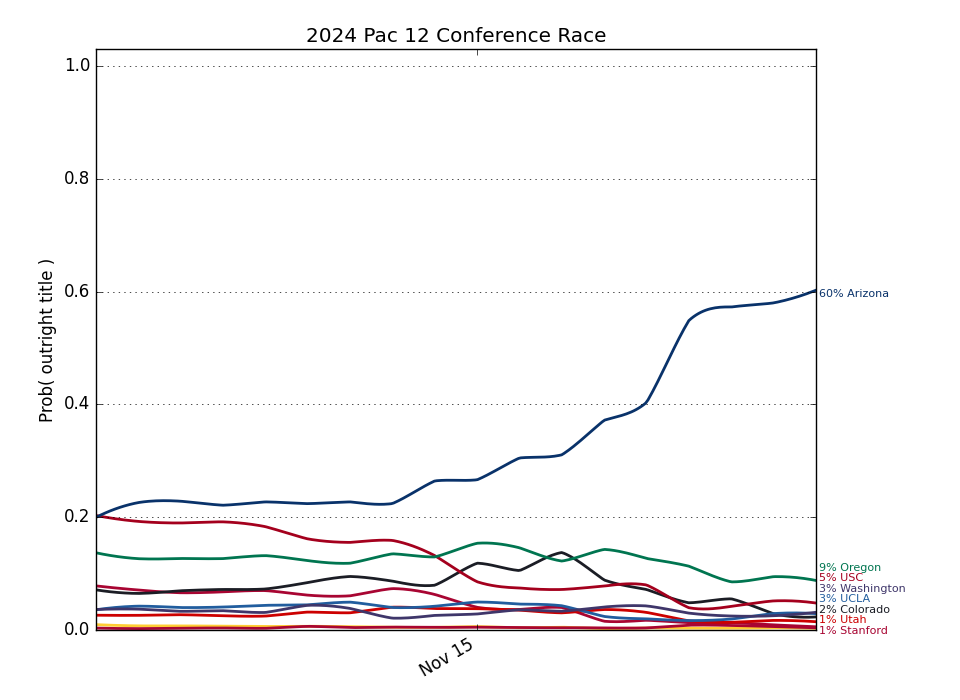 2024 Pac 12 Conference Race
Prob( outright title )
1.0
0.8
0.6
0.4
0.2
0.0
Nov 15
60% Arizona
9% Oregon
5% USC
3% Washington
3% UCLA
2% Colorado
1% Utah
1% Stanford